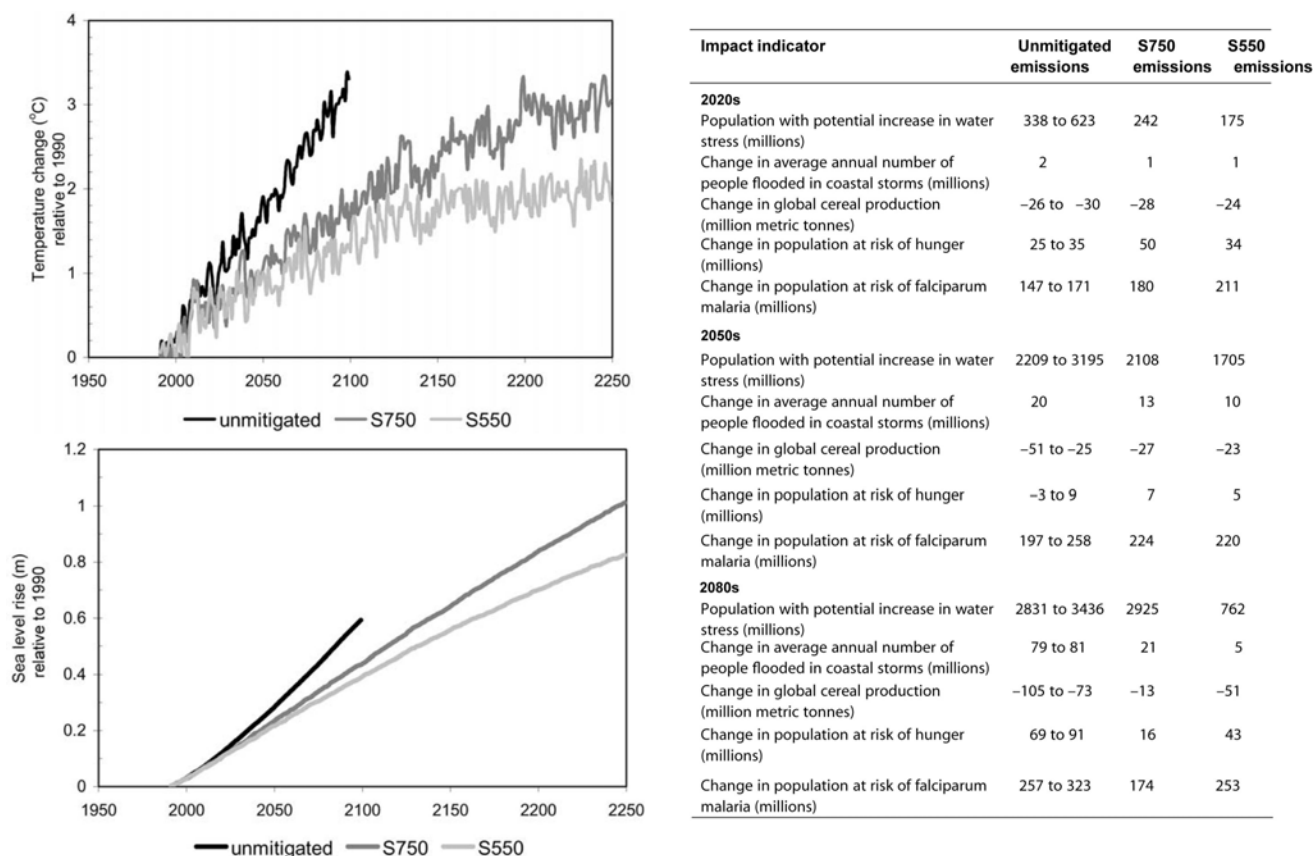 4
3
2
1
0
Temperature change (°C)
relative to 1990
1950 2000 2050 2100 2150 2200 2250
unmitigated S750 S550
1.2
1
0.8
0.6
0.4
0.2
0
Sea level rise (m)
relative to 1990
1950 2000 2050 2100 2150 2200 2250
unmitigated S750 S550
Impact indicator Unmitigated S750 S550
emissions emissions emissions
2020s
Population with potential increase in water 338 to 623 242 175
stress (millions)
Change in average annual number of 2 1 1
people flooded in coastal storms (millions)
Change in global cereal production –26 to –30 –28 –24
(million metric tonnes)
Change in population at risk of hunger 25 to 35 50 34
(millions)
Change in population at risk of falciparum 147 to 171 180 211
malaria (millions)
2050s
Population with potential increase in water 2209 to 3195 2108 1705
stress (millions)
Change in average annual number of 20 13 10
people flooded in coastal storms (millions)
Change in global cereal production –51 to –25 –27 –23
(million metric tonnes)
Change in population at risk of hunger –3 to 9 7 5
(millions)
Change in population at risk of falciparum 197 to 258 224 220
malaria (millions)
2080s
Population with potential increase in water 2831 to 3436 2925 762
stress (millions)
Change in average annual number of 79 to 81 21 5
people flooded in coastal storms (millions)
Change in global cereal production –105 to –73 –13 –51
(million metric tonnes)
Change in population at risk of hunger 69 to 91 16 43
(millions)
Change in population at risk of falciparum 257 to 323 174 253
malaria (millions)